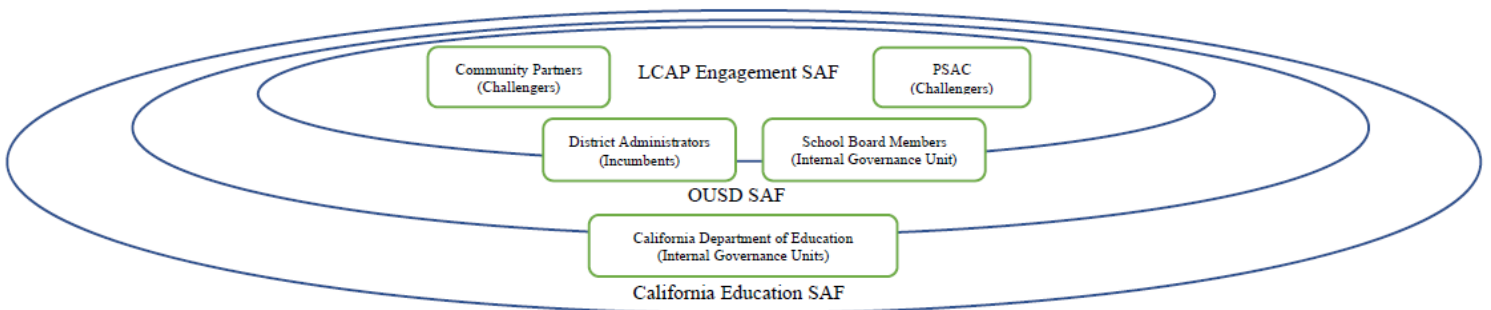 Community Partners
(Challengers)
LCAP Engagement SAF
PSAC
(Challengers)
District Administrators
(Incumbents)
School Board Members
(Internal Governance Unit)
OUSD SAF
California Department of Education
(Internal Governance Units)
California Education SAF